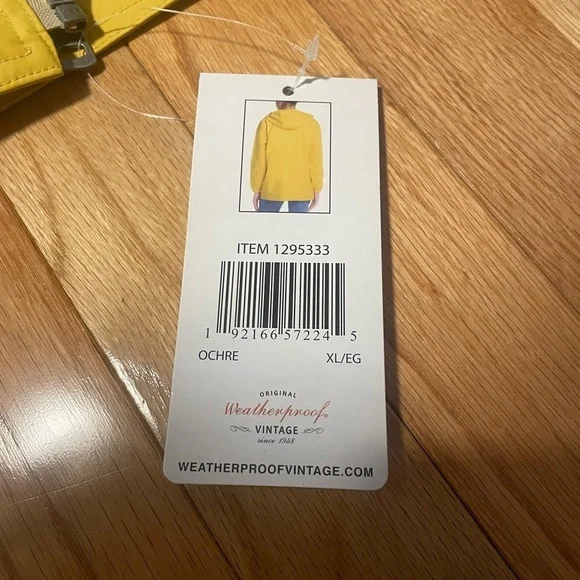 ITEM 1295333
1 92166 57224 5
OCHRE XL/EG
ORIGINAL
Weatherproof®
VINTAGE
since 1948
WEATHERPROOFVINTAGE.COM